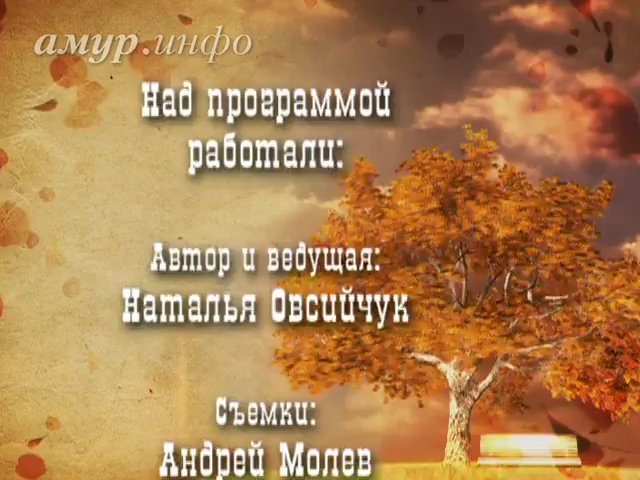 амур.инфо
Над программой
работали:
Автор и ведущая:
Наталья Овсийчук
Съемки:
Андрей Молев